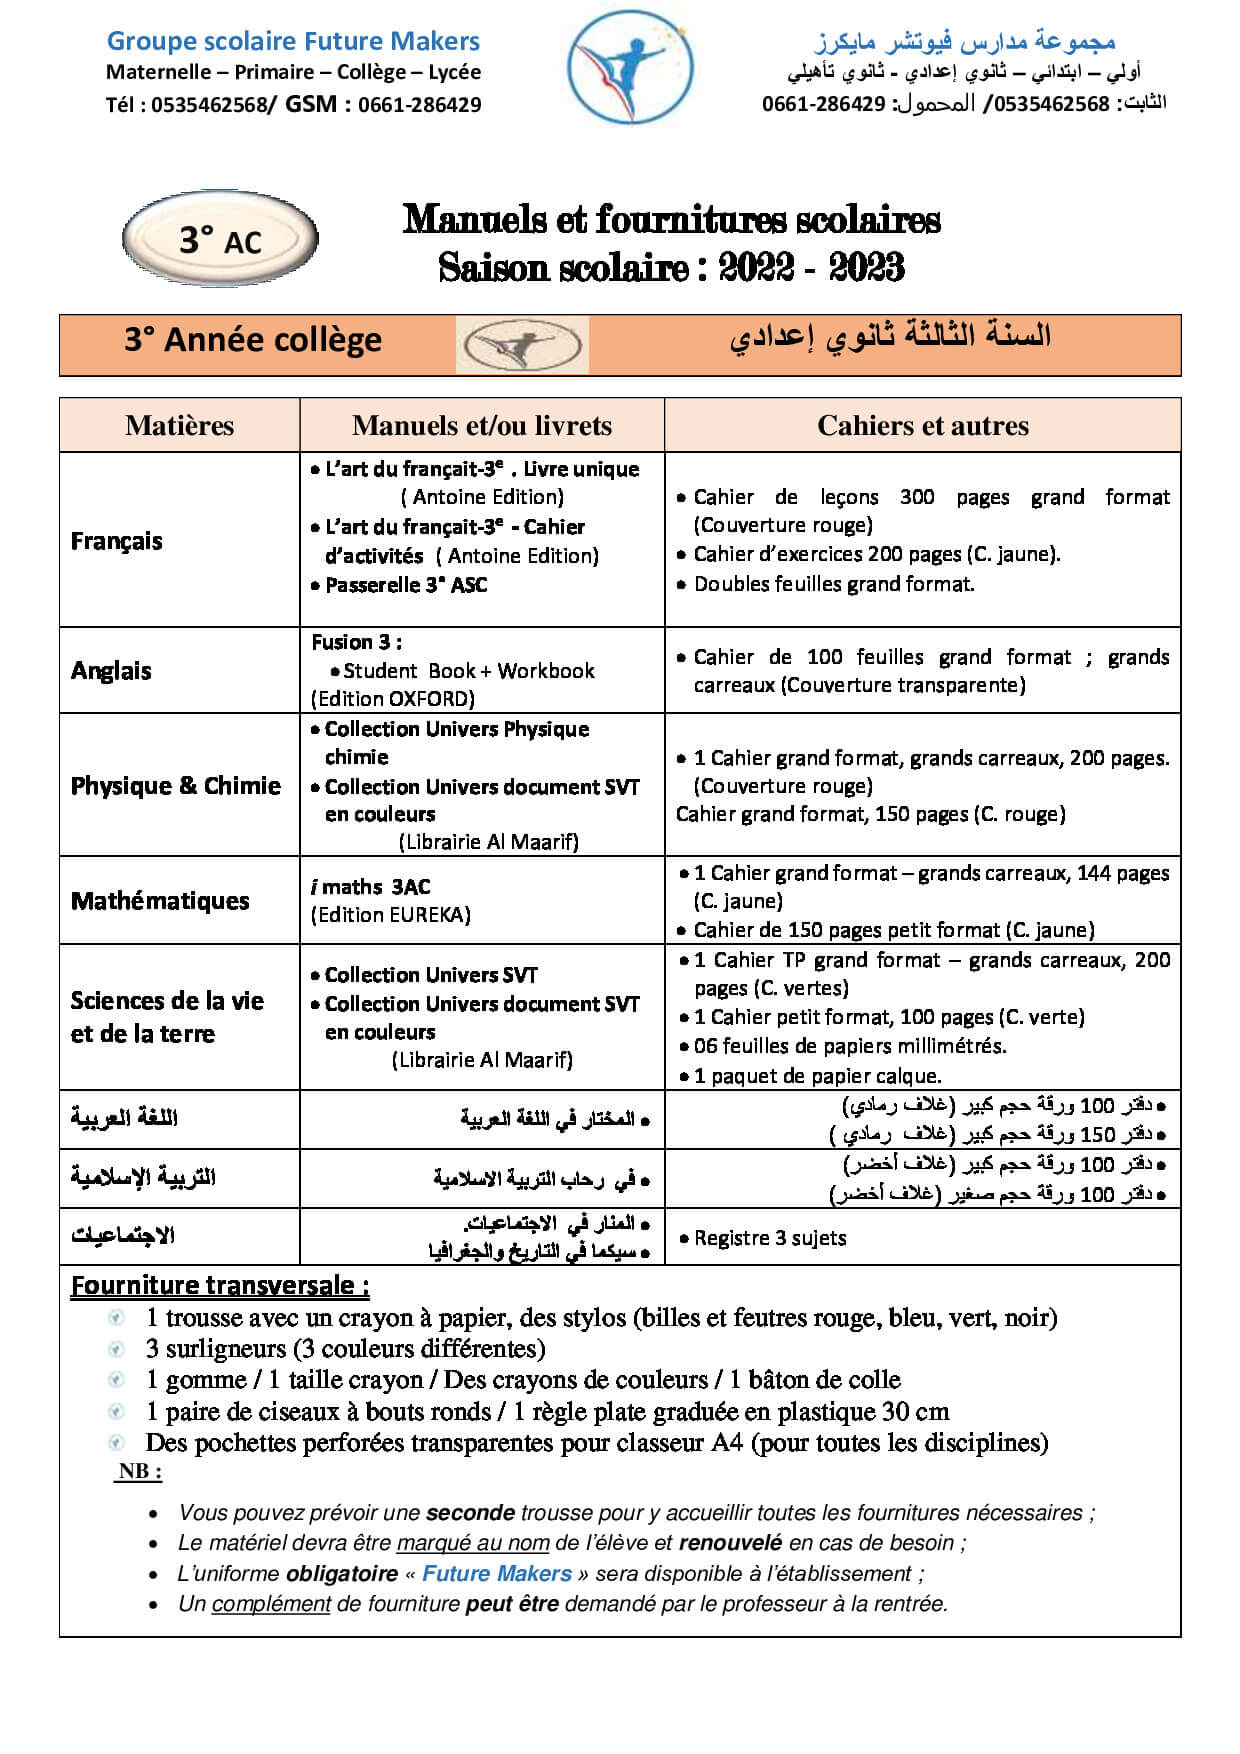 Groupe scolaire Future Makers
Maternelle – Primaire – Collège – Lycée
Tél : 0535462568/ GSM : 0661-286429
مجموعة مدارس فيوتشر مايكرز
أولي – ابتدائي – ثانوي إعدادي - ثانوي تأهيلي
الثابت: 0535462568/ المحمول: 0661-286429
3° AC
Manuels et fournitures scolaires
Saison scolaire : 2022 - 2023
3° Année collège
السنة الثالثة ثانوي إعدادي
Matières
Manuels et/ou livrets
Cahiers et autres
Français
• L’art du françait-3e . Livre unique
( Antoine Edition)
• L’art du françait-3e - Cahier
d’activités ( Antoine Edition)
• Passerelle 3° ASC
• Cahier de leçons 300 pages grand format
(Couverture rouge)
• Cahier d’exercices 200 pages (C. jaune).
• Doubles feuilles grand format.
Anglais
Fusion 3 :
• Student Book + Workbook
(Edition OXFORD)
• Cahier de 100 feuilles grand format ; grands
carreaux (Couverture transparente)
Physique & Chimie
• Collection Univers Physique
chimie
• Collection Univers document SVT
en couleurs
(Librairie Al Maarif)
• 1 Cahier grand format, grands carreaux, 200 pages.
(Couverture rouge)
Cahier grand format, 150 pages (C. rouge)
Mathématiques
i maths 3AC
(Edition EUREKA)
• 1 Cahier grand format – grands carreaux, 144 pages
(C. jaune)
• Cahier de 150 pages petit format (C. jaune)
Sciences de la vie
et de la terre
• Collection Univers SVT
• Collection Univers document SVT
en couleurs
(Librairie Al Maarif)
• 1 Cahier TP grand format – grands carreaux, 200
pages (C. vertes)
• 1 Cahier petit format, 100 pages (C. verte)
• 06 feuilles de papiers millimétrés.
• 1 paquet de papier calque.
اللغة العربية
• المختار في اللغة العربية
• دفتر 100 ورقة حجم كبير (غلاف رمادي)
• دفتر 150 ورقة حجم كبير (غلاف رمادي )
التربية الإسلامية
• في رحاب التربية الاسلامية
• دفتر 100 ورقة حجم كبير (غلاف أخضر)
• دفتر 100 ورقة حجم صغير (غلاف أخضر)
الاجتماعيات
• المنار في الاجتماعيات.
• سيكما في التاريخ والجغرافيا
• Registre 3 sujets
Fourniture transversale :
1 trousse avec un crayon à papier, des stylos (billes et feutres rouge, bleu, vert, noir)
3 surligneurs (3 couleurs différentes)
1 gomme / 1 taille crayon / Des crayons de couleurs / 1 bâton de colle
1 paire de ciseaux à bouts ronds / 1 règle plate graduée en plastique 30 cm
Des pochettes perforées transparentes pour classeur A4 (pour toutes les disciplines)
NB :
• Vous pouvez prévoir une seconde trousse pour y accueillir toutes les fournitures nécessaires ;
• Le matériel devra être marqué au nom de l’élève et renouvelé en cas de besoin ;
• L’uniforme obligatoire « Future Makers » sera disponible à l’établissement ;
• Un complément de fourniture peut être demandé par le professeur à la rentrée.